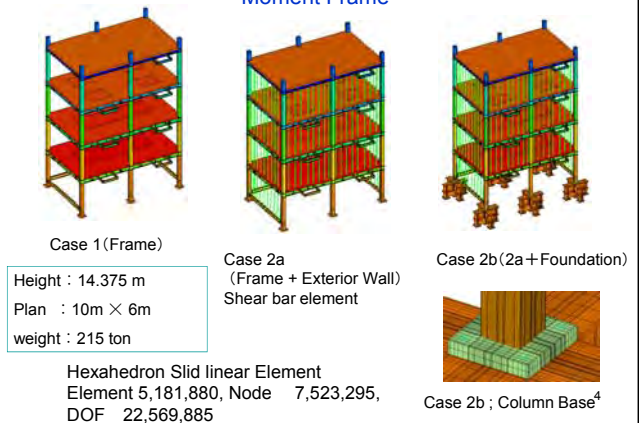 Moment Frame
Case 1(Frame)
Case 2a
(Frame + Exterior Wall)
Shear bar element
Case 2b(2a+Foundation)
Height：14.375 m
Plan ：10m × 6m
weight：215 ton
Hexahedron Slid linear Element
Element 5,181,880, Node 7,523,295,
DOF 22,569,885
Case 2b ; Column Base4